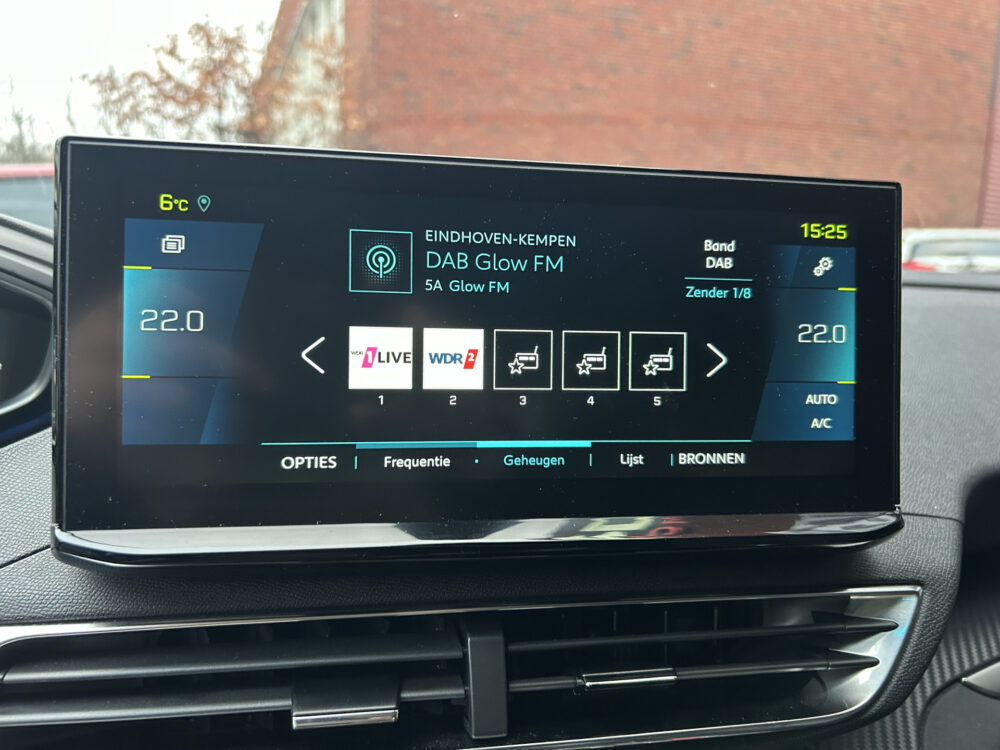 6°C
15:25
22.0
EINDHOVEN-KEMPEN
DAB Glow FM
5A Glow FM
Band
DAB
Zender 1/8
22.0
WDR 1LIVE
WDR 2
1
2
3
4
5
AUTO
A/C
OPTIES
Frequentie
Geheugen
Lijst
BRONNEN